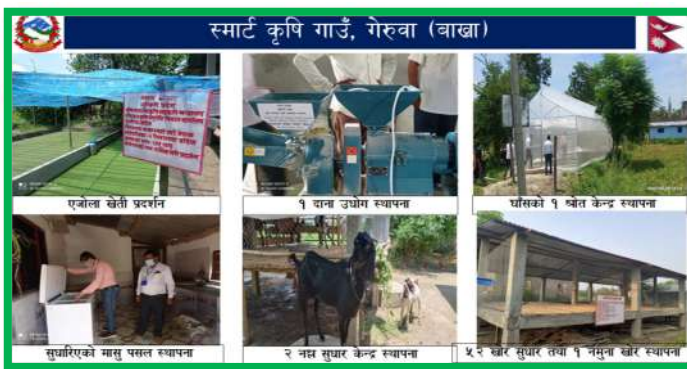 स्मार्ट कृषि गाउँ, गेरुवा (बाख्रा)
एजोला खेती प्रदर्शन
१ दाना उधोग स्थापना
घाँसको १ श्रोत केन्द्र स्थापना
सुधारिएको मासु पसल स्थापना
२ नश्ल सुधार केन्द्र स्थापना
५२ खोर सुधार तथा १ नमुना खोर स्थापना